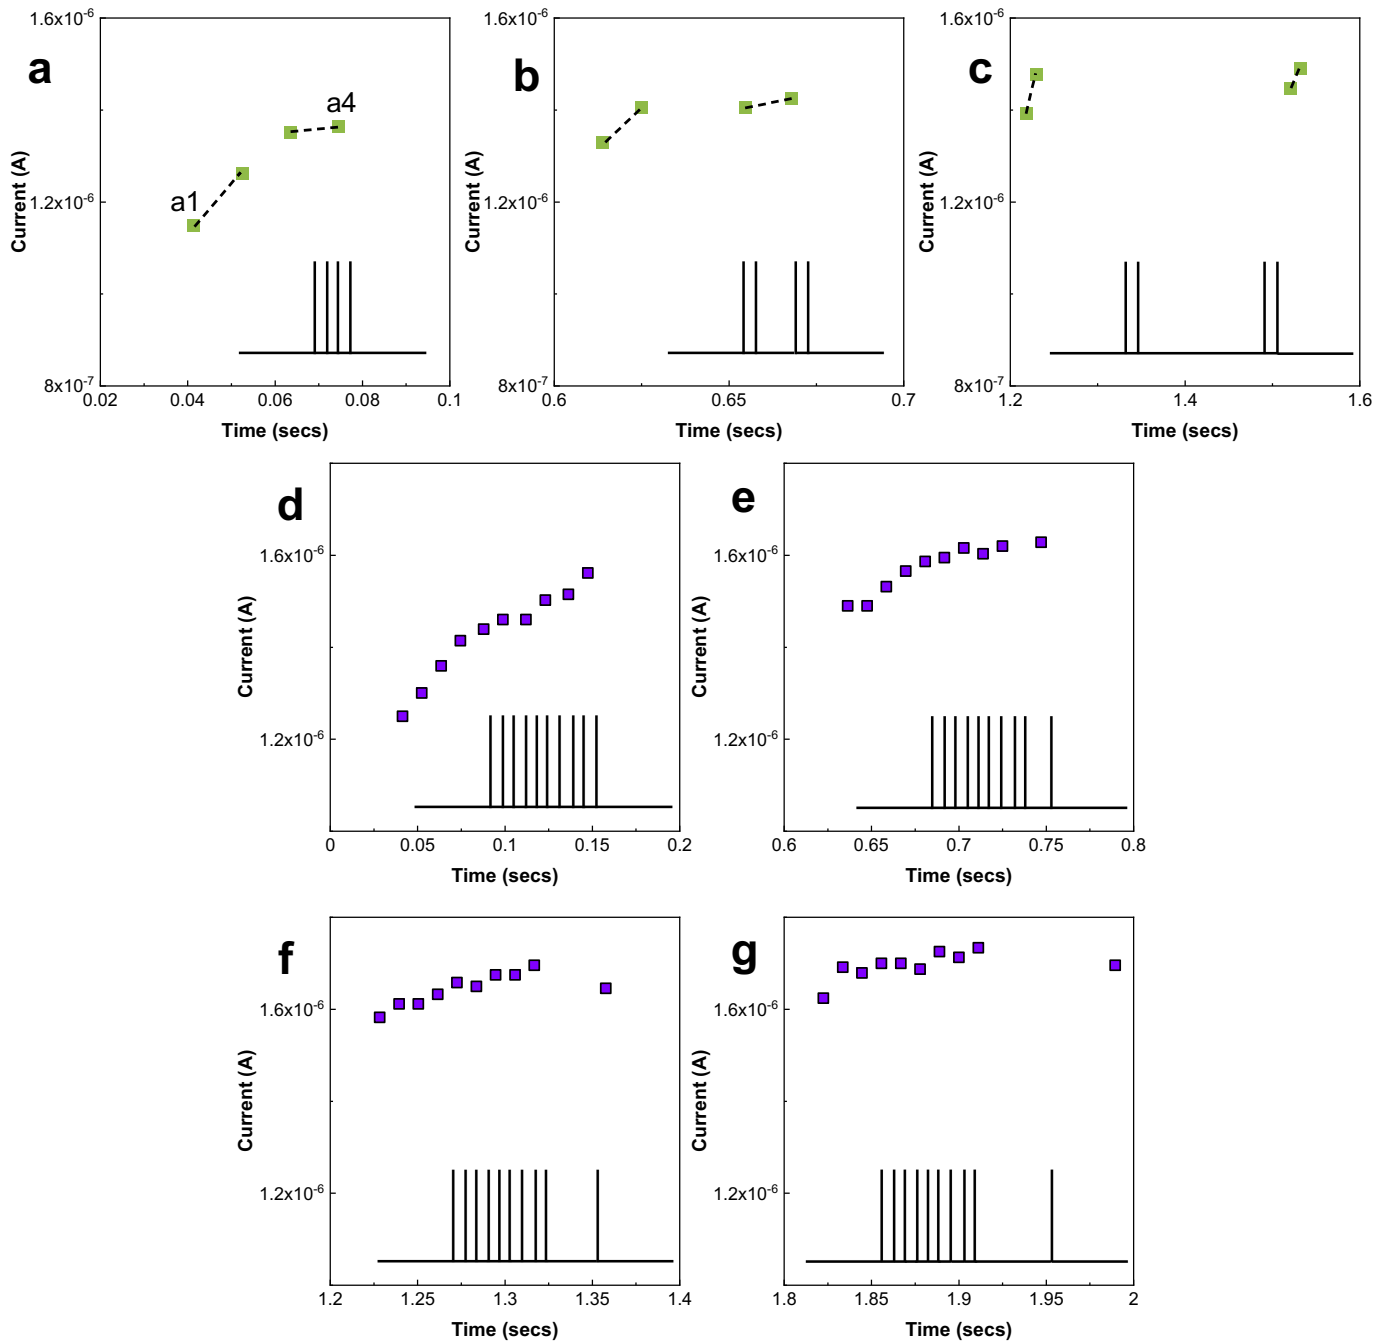 a
1.6x10⁻⁶
1.2x10⁻⁶
8x10⁻⁷
Current (A)
a1
a4
0.02 0.04 0.06 0.08 0.1
Time (secs)
b
1.6x10⁻⁶
1.2x10⁻⁶
8x10⁻⁷
Current (A)
0.6 0.65 0.7
Time (secs)
c
1.6x10⁻⁶
1.2x10⁻⁶
8x10⁻⁷
Current (A)
1.2 1.4 1.6
Time (secs)
d
1.6x10⁻⁶
1.2x10⁻⁶
Current (A)
0 0.05 0.1 0.15 0.2
Time (secs)
e
1.6x10⁻⁶
1.2x10⁻⁶
Current (A)
0.6 0.65 0.7 0.75 0.8
Time (secs)
f
1.6x10⁻⁶
1.2x10⁻⁶
Current (A)
1.2 1.25 1.3 1.35 1.4
Time (secs)
g
1.6x10⁻⁶
1.2x10⁻⁶
Current (A)
1.8 1.85 1.9 1.95 2
Time (secs)